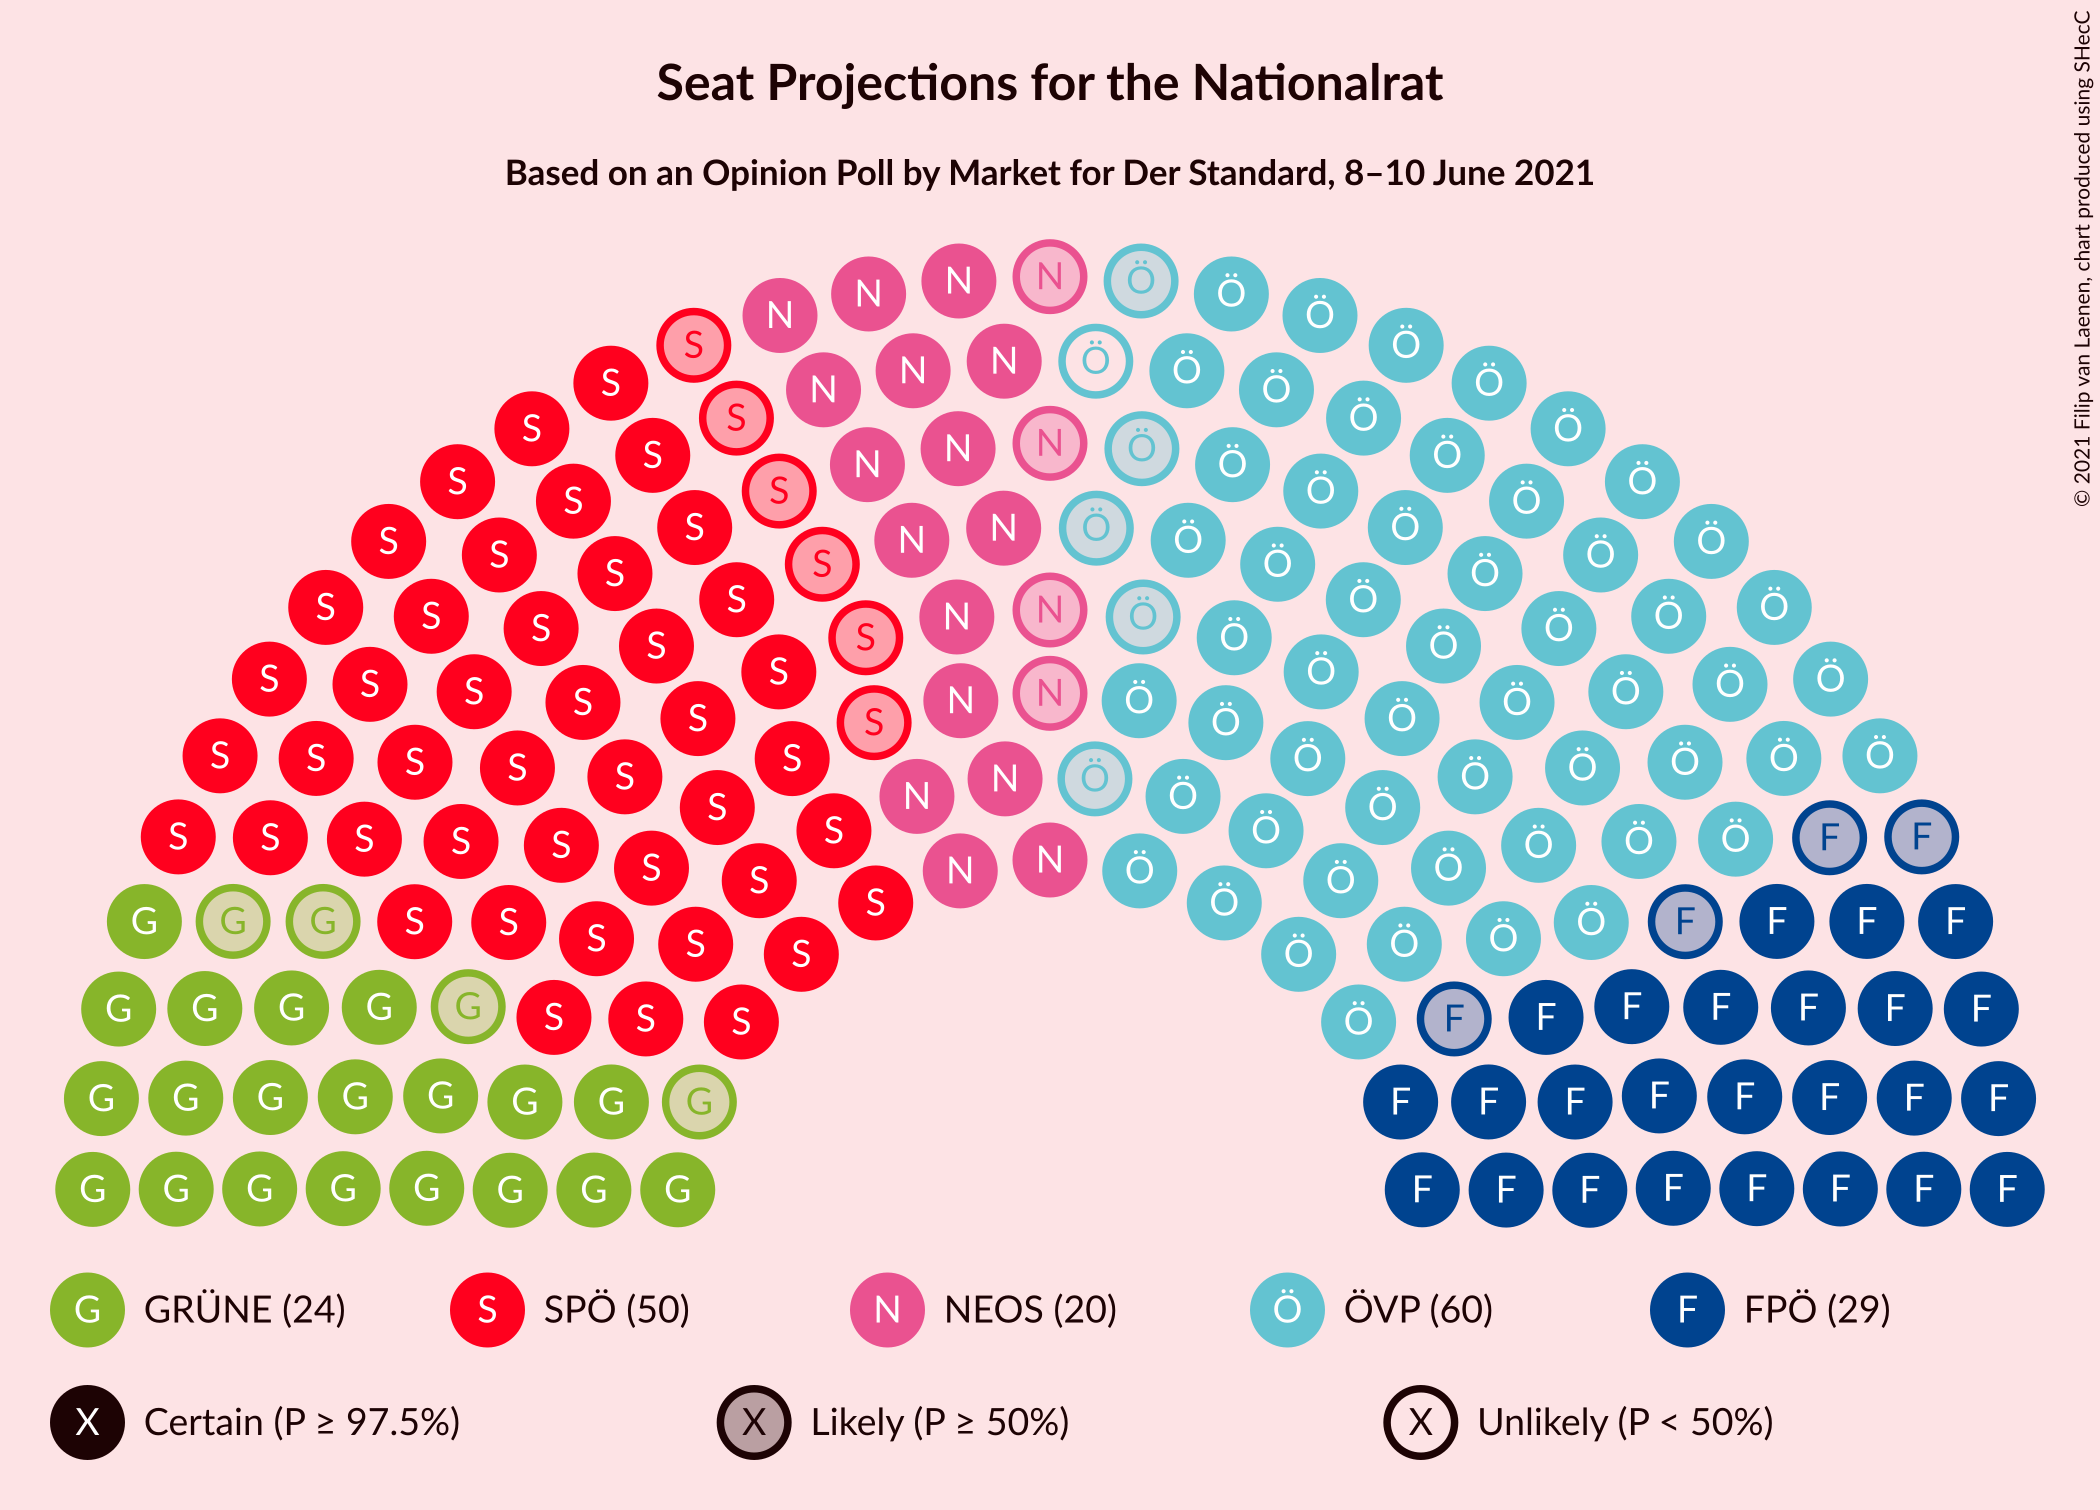 Seat Projections for the Nationalrat
Based on an Opinion Poll by Market for Der Standard, 8–10 June 2021
© 2021 Filip van Laenen, chart produced using SHecC
N N N N Ö Ö Ö
S N Ö
N N N Ö Ö Ö
S Ö
S N Ö
S N N N Ö Ö Ö
S S Ö Ö
S S Ö Ö
S S N N Ö Ö Ö Ö
S S Ö Ö
S S Ö Ö
S S N N N Ö Ö Ö
S S Ö Ö
S S S Ö Ö Ö
S S S S N N Ö Ö Ö Ö Ö Ö
S S S S Ö Ö Ö Ö
S S S S S Ö Ö Ö Ö Ö
S N N Ö Ö Ö
S S Ö Ö
S S S S S S Ö Ö Ö Ö F F
S S N N Ö Ö Ö Ö
S Ö
G G G S S S S Ö Ö Ö F F F F
S Ö
G G G G G S S S Ö F F F F F F F
G G G G G G G G F F F F F F F F
G G G G G G G G F F F F F F F F
G GRÜNE (24) S SPÖ (50) N NEOS (20) Ö ÖVP (60) F FPÖ (29)
X Certain (P ≥ 97.5%) X Likely (P ≥ 50%) X Unlikely (P < 50%)